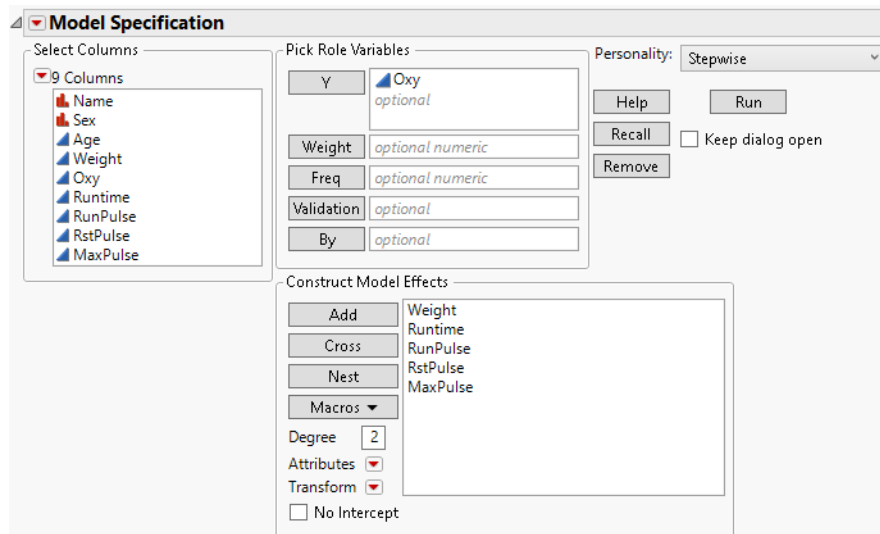 Model Specification
Select Columns
9 Columns
Name
Sex
Age
Weight
Oxy
Runtime
RunPulse
RstPulse
MaxPulse
Pick Role Variables
Y
Oxy
optional
Weight
optional numeric
Freq
optional numeric
Validation
optional
By
optional
Personality:
Stepwise
Help
Run
Recall
Keep dialog open
Remove
Construct Model Effects
Add
Cross
Nest
Macros
Degree
2
Attributes
Transform
No Intercept
Weight
Runtime
RunPulse
RstPulse
MaxPulse